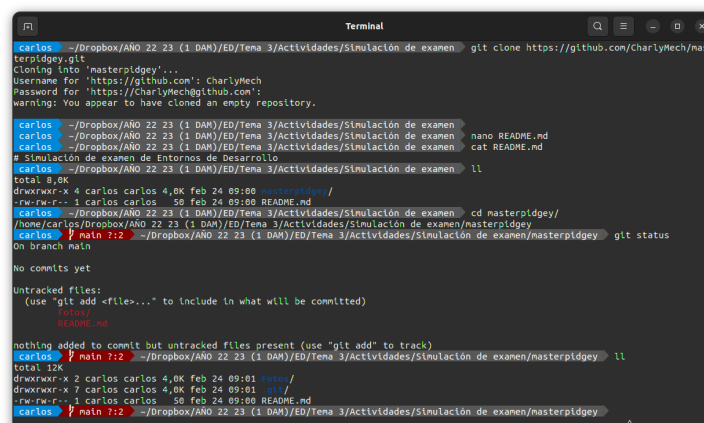 Terminal
carlos ~/Dropbox/AÑO 22 23 (1 DAM)/ED/Tema 3/Actividades/Simulación de examen git clone https://github.com/CharlyMech/mas
terpidgey.git
Cloning into 'masterpidgey'...
Username for 'https://github.com': CharlyMech
Password for 'https://CharlyMech@github.com':
warning: You appear to have cloned an empty repository.
carlos ~/Dropbox/AÑO 22 23 (1 DAM)/ED/Tema 3/Actividades/Simulación de examen
carlos ~/Dropbox/AÑO 22 23 (1 DAM)/ED/Tema 3/Actividades/Simulación de examen nano README.md
carlos ~/Dropbox/AÑO 22 23 (1 DAM)/ED/Tema 3/Actividades/Simulación de examen cat README.md
# Simulación de examen de Entornos de Desarrollo
carlos ~/Dropbox/AÑO 22 23 (1 DAM)/ED/Tema 3/Actividades/Simulación de examen ll
total 8,0K
drwxrwxr-x 4 carlos carlos 4,0K feb 24 09:00 masterpidgey/
-rw-rw-r-- 1 carlos carlos 50 feb 24 09:00 README.md
carlos ~/Dropbox/AÑO 22 23 (1 DAM)/ED/Tema 3/Actividades/Simulación de examen cd masterpidgey/
/home/carlos/Dropbox/AÑO 22 23 (1 DAM)/ED/Tema 3/Actividades/Simulación de examen/masterpidgey
carlos main ?:2 ~/Dropbox/AÑO 22 23 (1 DAM)/ED/Tema 3/Actividades/Simulación de examen/masterpidgey git status
On branch main
No commits yet
Untracked files:
(use "git add <file>..." to include in what will be committed)
Fotos/
README.md
nothing added to commit but untracked files present (use "git add" to track)
carlos main ?:2 ~/Dropbox/AÑO 22 23 (1 DAM)/ED/Tema 3/Actividades/Simulación de examen/masterpidgey ll
total 12K
drwxrwxr-x 2 carlos carlos 4,0K feb 24 09:01 Fotos/
drwxrwxr-x 7 carlos carlos 4,0K feb 24 09:01 .git/
-rw-rw-r-- 1 carlos carlos 50 feb 24 09:00 README.md
carlos main ?:2 ~/Dropbox/AÑO 22 23 (1 DAM)/ED/Tema 3/Actividades/Simulación de examen/masterpidgey